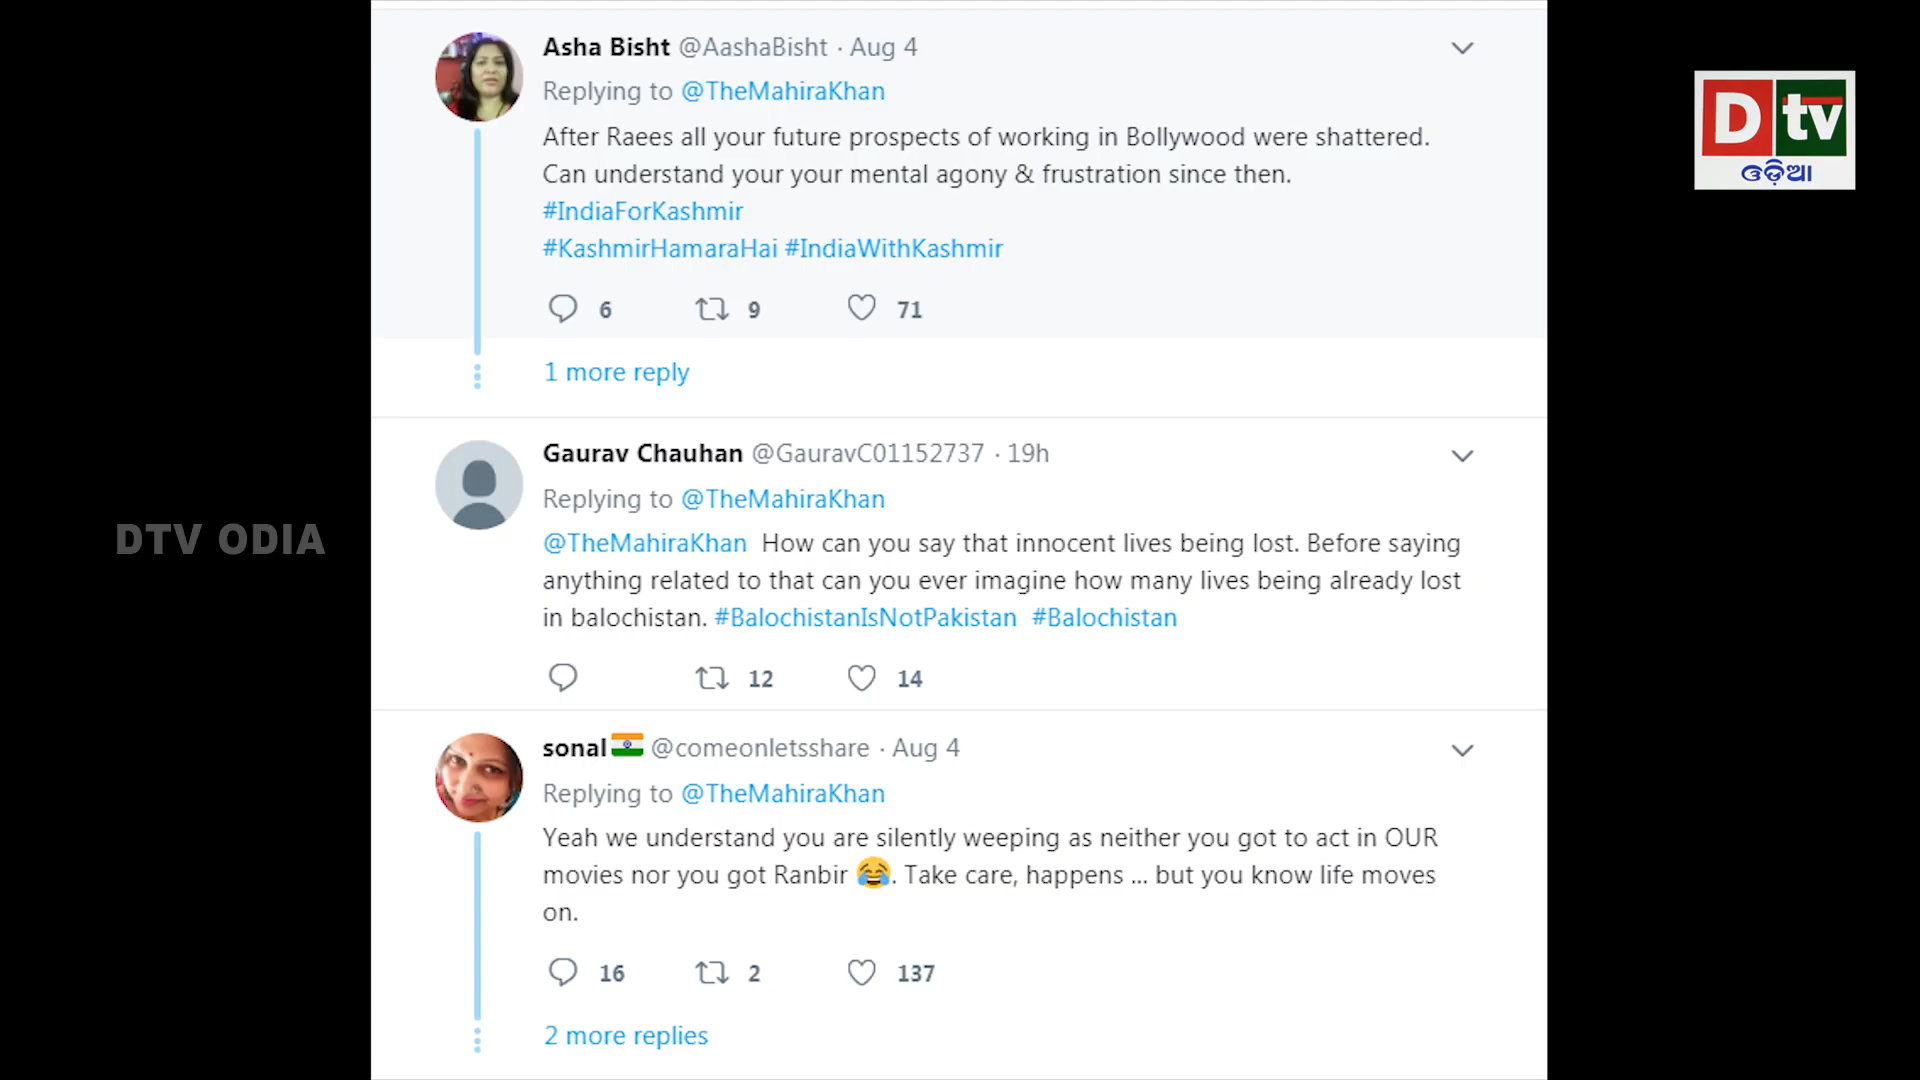 Asha Bisht @AashaBisht · Aug 4
Replying to @TheMahiraKhan
After Raees all your future prospects of working in Bollywood were shattered.
Can understand your your mental agony & frustration since then.
#IndiaForKashmir
#KashmirHamaraHai #IndiaWithKashmir
6 9 71
1 more reply
Gaurav Chauhan @GauravC01152737 · 19h
Replying to @TheMahiraKhan
@TheMahiraKhan How can you say that innocent lives being lost. Before saying
anything related to that can you ever imagine how many lives being already lost
in balochistan. #BalochistanIsNotPakistan #Balochistan
12 14
sonal @comeonletsshare · Aug 4
Replying to @TheMahiraKhan
Yeah we understand you are silently weeping as neither you got to act in OUR
movies nor you got Ranbir 😂. Take care, happens ... but you know life moves
on.
16 2 137
2 more replies
DTV ODIA
D tv
ଓଡ଼ିଆ